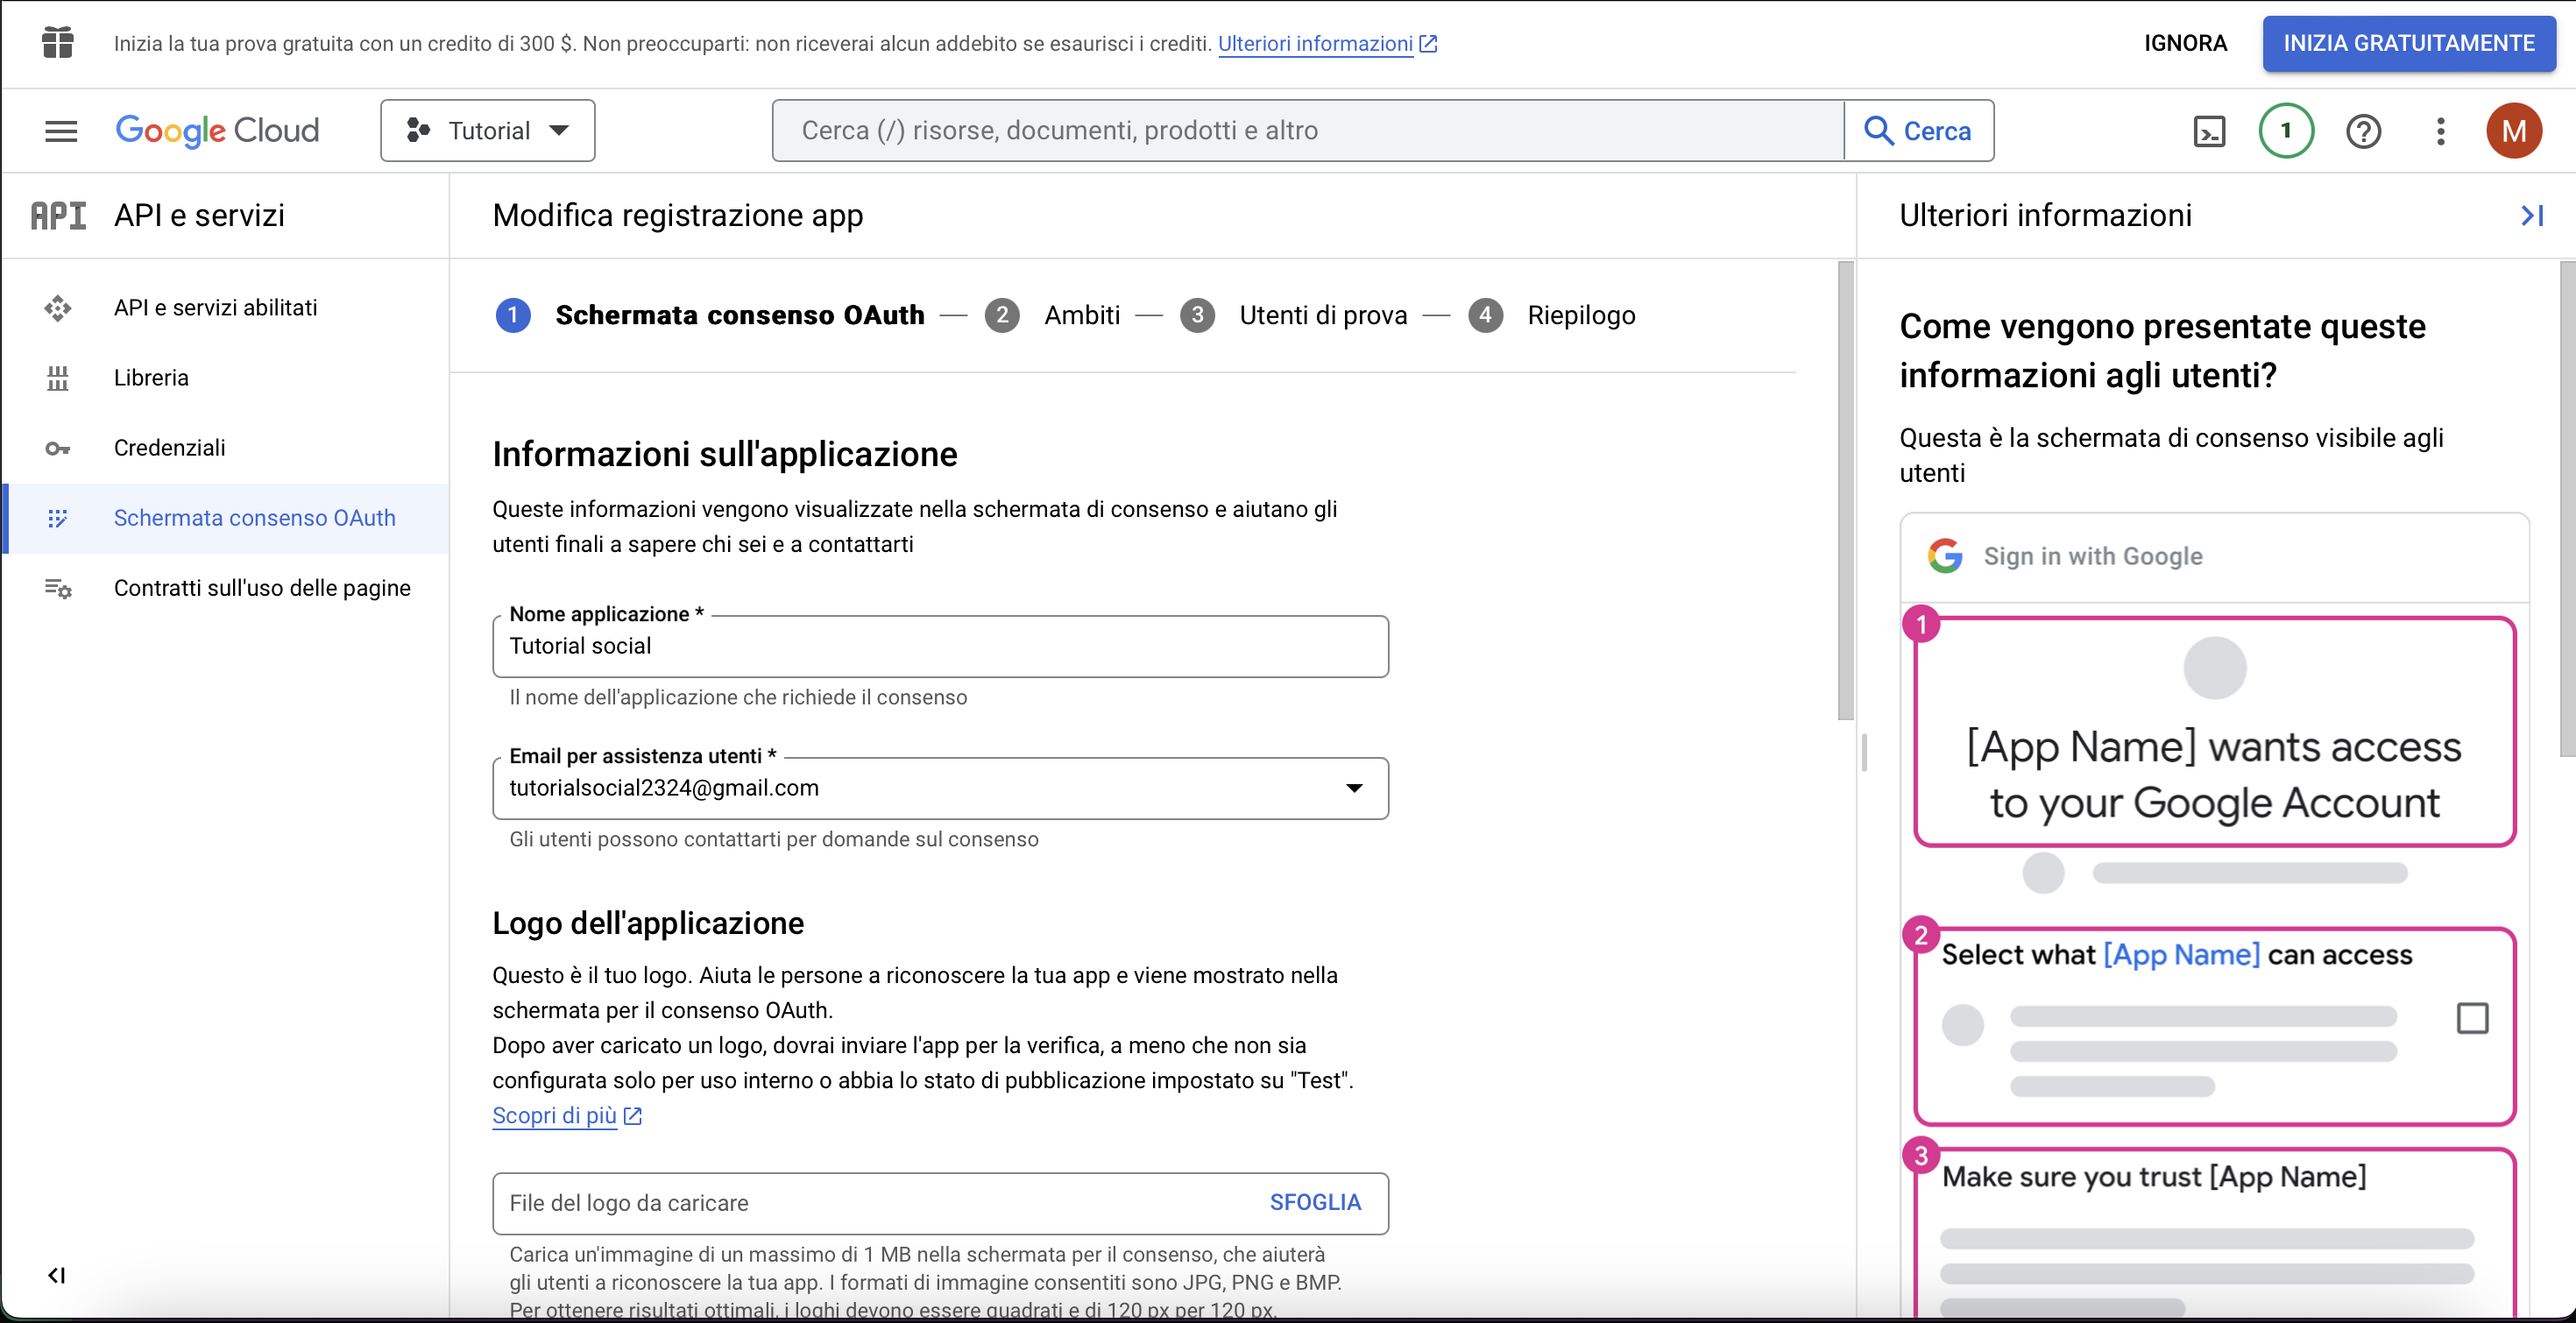 Inizia la tua prova gratuita con un credito di 300 $. Non preoccuparti: non riceverai alcun addebito se esaurisci i crediti. Ulteriori informazioni
IGNORA
INIZIA GRATUITAMENTE
Google Cloud
Tutorial
Cerca (/) risorse, documenti, prodotti e altro
Cerca
1
M
API
API e servizi
API e servizi abilitati
Libreria
Credenziali
Schermata consenso OAuth
Contratti sull'uso delle pagine
Modifica registrazione app
1 Schermata consenso OAuth — 2 Ambiti — 3 Utenti di prova — 4 Riepilogo
Informazioni sull'applicazione
Queste informazioni vengono visualizzate nella schermata di consenso e aiutano gli
utenti finali a sapere chi sei e a contattarti
Nome applicazione *
Tutorial social
Il nome dell'applicazione che richiede il consenso
Email per assistenza utenti *
tutorialsocial2324@gmail.com
Gli utenti possono contattarti per domande sul consenso
Logo dell'applicazione
Questo è il tuo logo. Aiuta le persone a riconoscere la tua app e viene mostrato nella
schermata per il consenso OAuth.
Dopo aver caricato un logo, dovrai inviare l'app per la verifica, a meno che non sia
configurata solo per uso interno o abbia lo stato di pubblicazione impostato su "Test".
Scopri di più
File del logo da caricare
SFOGLIA
Carica un'immagine di un massimo di 1 MB nella schermata per il consenso, che aiuterà
gli utenti a riconoscere la tua app. I formati di immagine consentiti sono JPG, PNG e BMP.
Per ottenere risultati ottimali, i loghi devono essere quadrati e di 120 px per 120 px.
Ulteriori informazioni
Come vengono presentate queste
informazioni agli utenti?
Questa è la schermata di consenso visibile agli
utenti
Sign in with Google
1
[App Name] wants access
to your Google Account
2
Select what [App Name] can access
3
Make sure you trust [App Name]